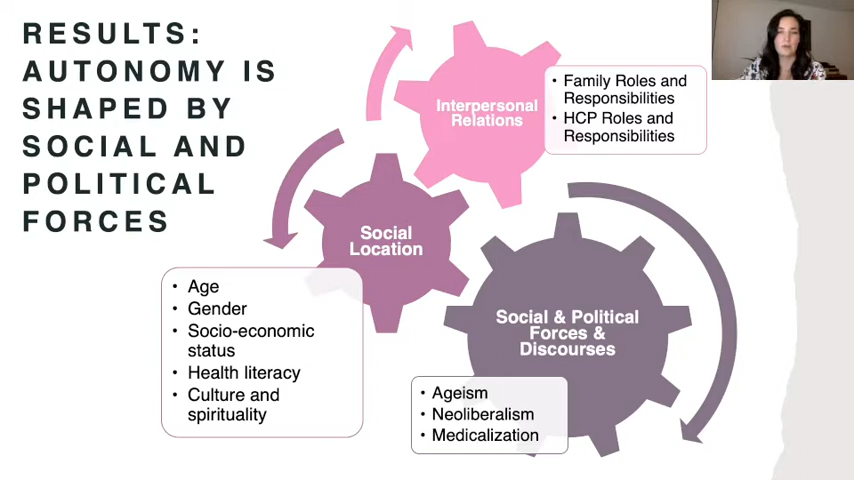 RESULTS:
AUTONOMY IS
SHAPED BY
SOCIAL AND
POLITICAL
FORCES
Interpersonal
Relations
• Family Roles and
Responsibilities
• HCP Roles and
Responsibilities
Social
Location
• Age
• Gender
• Socio-economic
status
• Health literacy
• Culture and
spirituality
Social & Political
Forces &
Discourses
• Ageism
• Neoliberalism
• Medicalization